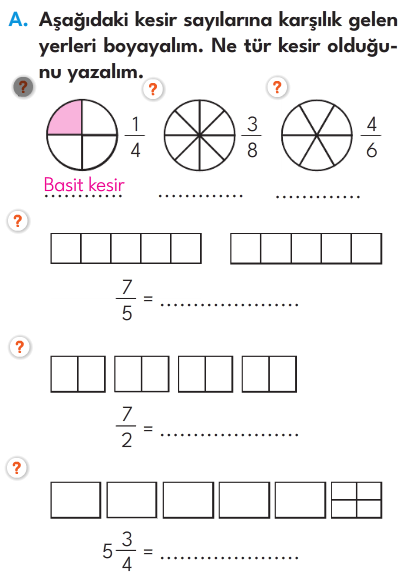 A. Aşağıdaki kesir sayılarına karşılık gelen
yerleri boyayalım. Ne tür kesir olduğu-
nu yazalım.
? ? ?
1/4 3/8 4/6
Basit kesir ............. .............
?
7/5 = .....................
?
7/2 = .....................
?
5 3/4 = .....................